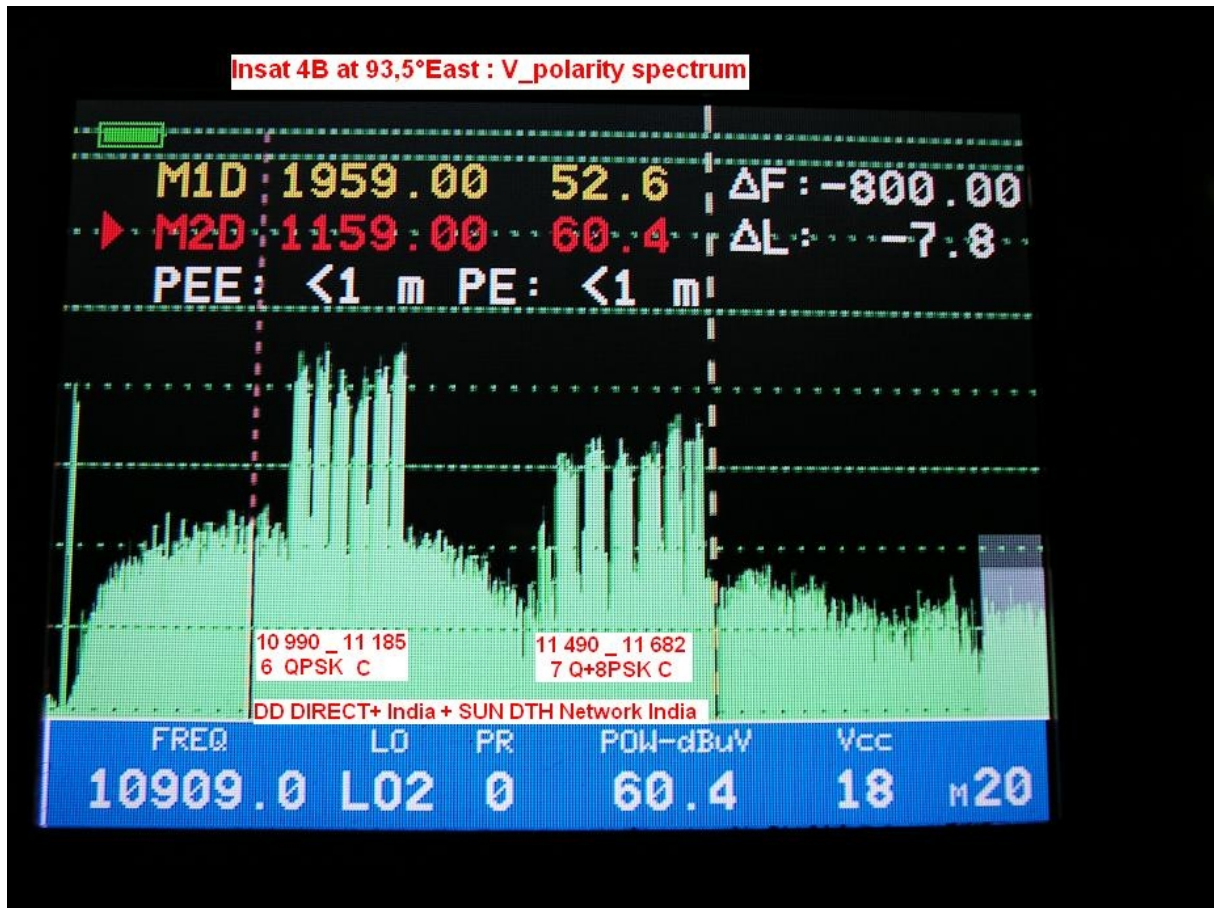 Insat 4B at 93,5°East : V_polarity spectrum
M1D 1959.00 52.6 ΔF:-800.00
M2D 1159.00 60.4 ΔL: -7.8
PEE: <1 m PE: <1 m
10 990 _ 11 185
6 QPSK C
11 490 _ 11 682
7 Q+8PSK C
DD DIRECT+ India + SUN DTH Network India
FREQ LO PR POW-dBuV Vcc
10909.0 LO2 0 60.4 18 M20